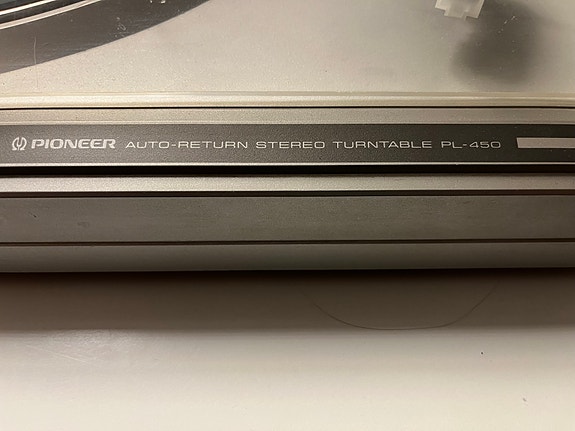 PIONEER AUTO-RETURN STEREO TURNTABLE PL-450